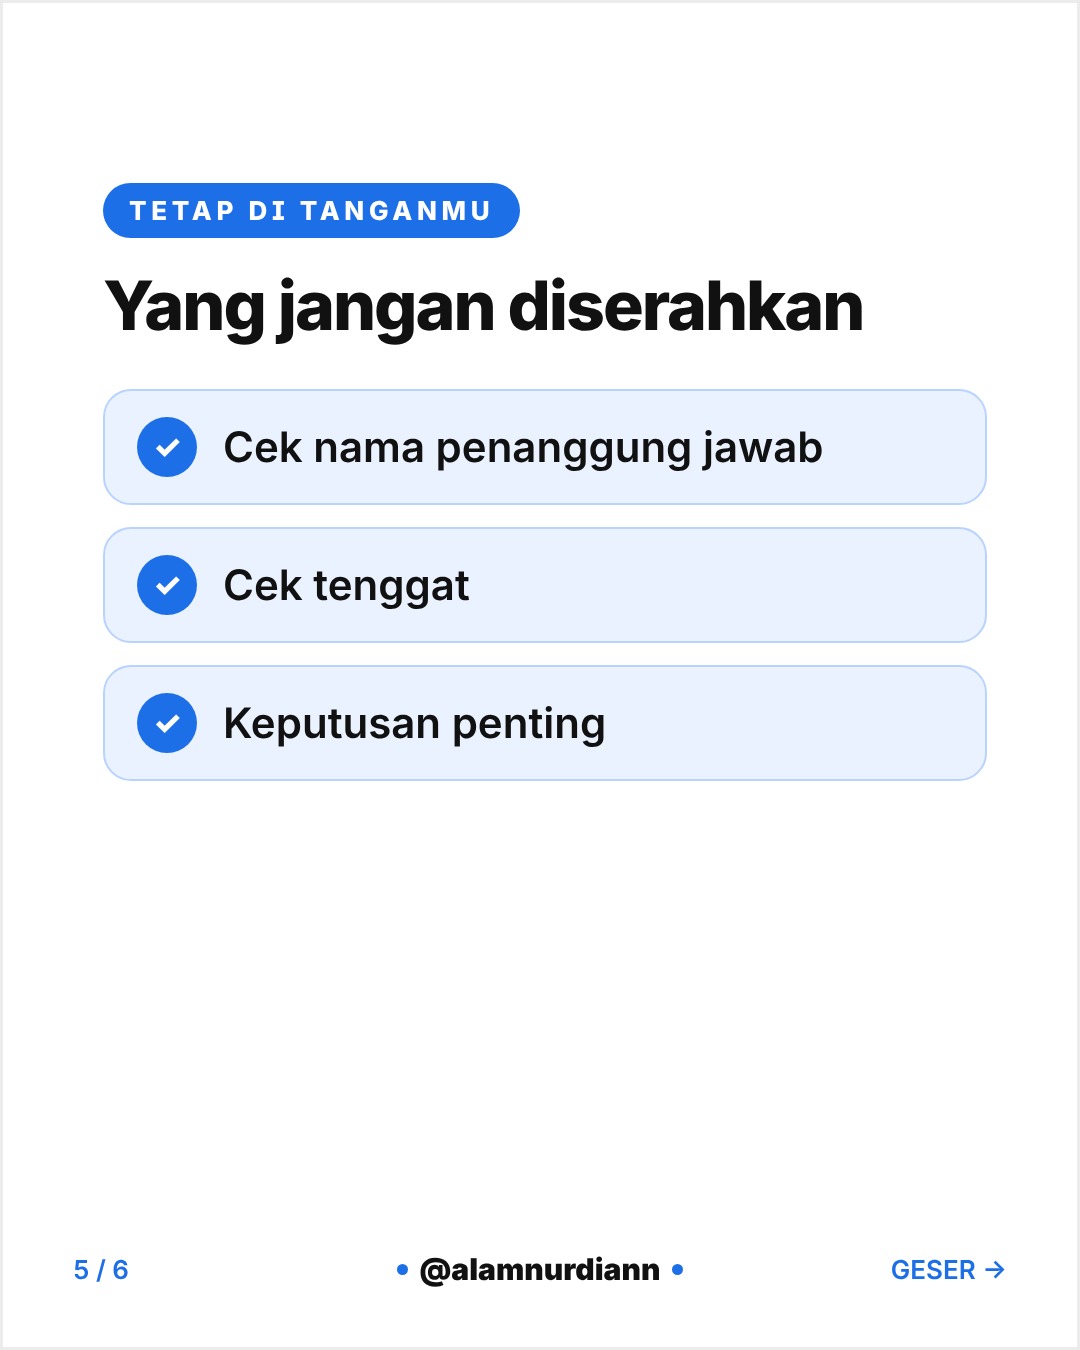 TETAP DI TANGANMU
Yang jangan diserahkan
Cek nama penanggung jawab
Cek tenggat
Keputusan penting
5 / 6
• @alamnurdiann •
GESER →